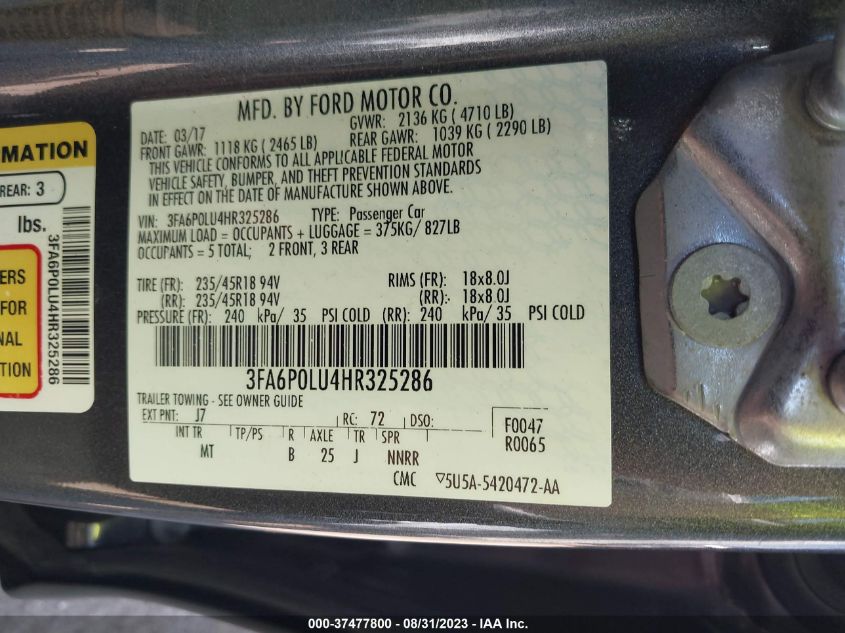 MFD. BY FORD MOTOR CO.
DATE: 03/17 GVWR: 2136 KG ( 4710 LB)
FRONT GAWR: 1118 KG ( 2465 LB) REAR GAWR: 1039 KG ( 2290 LB)
THIS VEHICLE CONFORMS TO ALL APPLICABLE FEDERAL MOTOR
VEHICLE SAFETY, BUMPER, AND THEFT PREVENTION STANDARDS
IN EFFECT ON THE DATE OF MANUFACTURE SHOWN ABOVE.
VIN: 3FA6P0LU4HR325286 TYPE: Passenger Car
MAXIMUM LOAD = OCCUPANTS + LUGGAGE = 375KG/ 827LB
OCCUPANTS = 5 TOTAL; 2 FRONT, 3 REAR
TIRE (FR): 235/45R18 94V RIMS (FR): 18x8.0J
(RR): 235/45R18 94V (RR): 18x8.0J
PRESSURE (FR): 240 kPa/ 35 PSI COLD (RR): 240 kPa/ 35 PSI COLD
3FA6P0LU4HR325286
TRAILER TOWING - SEE OWNER GUIDE
EXT PNT: J7 RC: 72 DSO:
F0047
R0065
INT TR TP/PS R AXLE TR SPR
MT B 25 J NNRR
CMC ▽5U5A-5420472-AA
MATION
REAR: 3
lbs.
3FA6P0LU4HR325286
ERS
FOR
NAL
TION
000-37477800 - 08/31/2023 - IAA Inc.